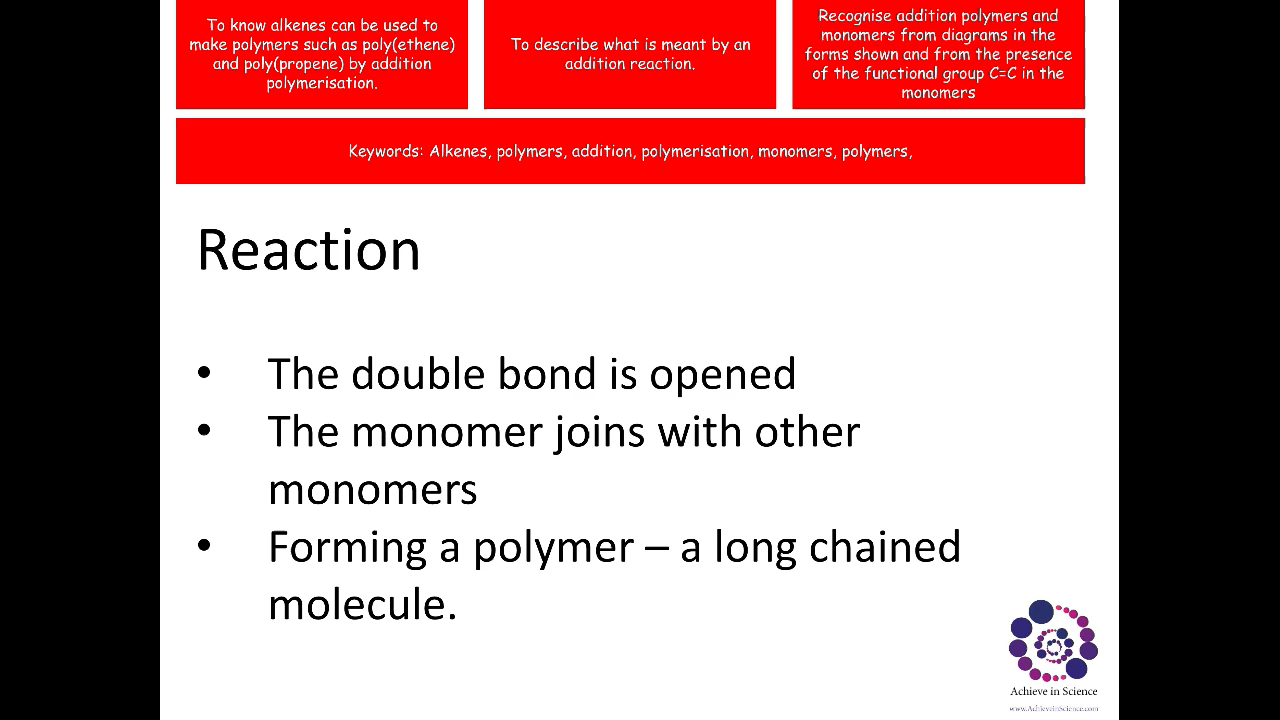 To know alkenes can be used to
make polymers such as poly(ethene)
and poly(propene) by addition
polymerisation.
To describe what is meant by an
addition reaction.
Recognise addition polymers and
monomers from diagrams in the
forms shown and from the presence
of the functional group C=C in the
monomers
Keywords: Alkenes, polymers, addition, polymerisation, monomers, polymers,
Reaction
• The double bond is opened
• The monomer joins with other
monomers
• Forming a polymer – a long chained
molecule.
Achieve in Science
www.AchieveinScience.com